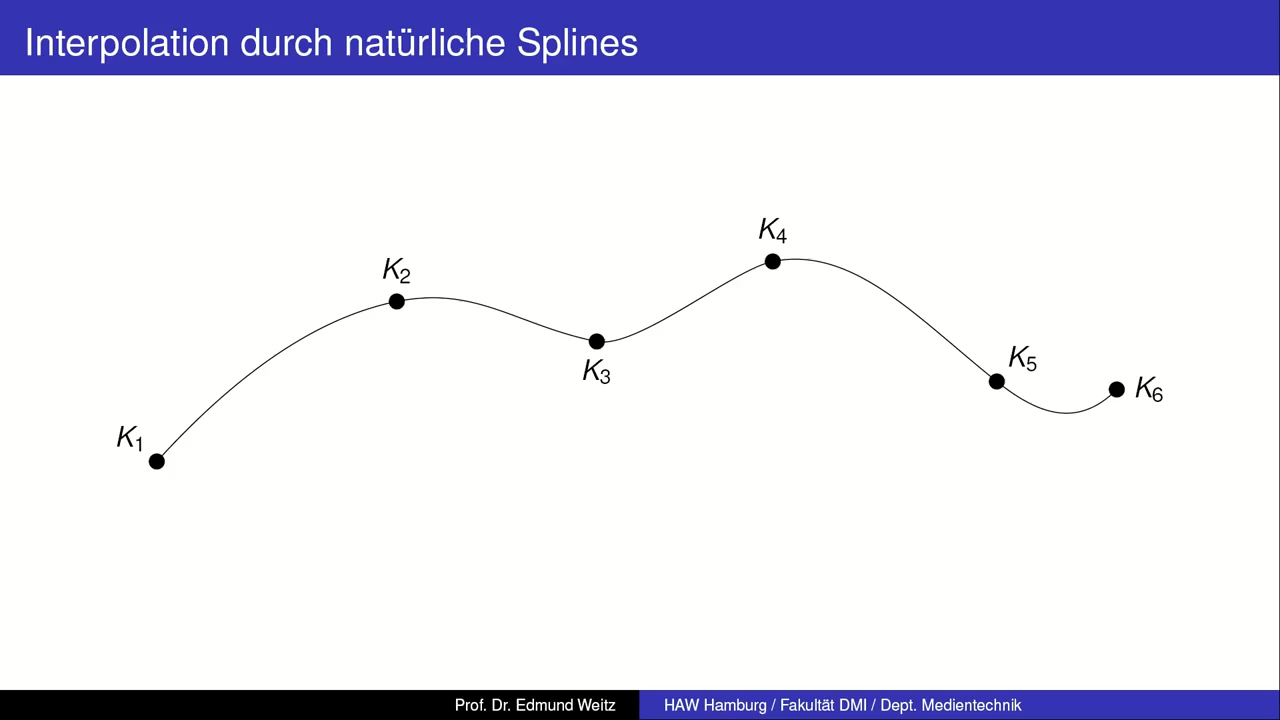 Interpolation durch natürliche Splines
K4
K2
K5
K3
K6
K1
Prof. Dr. Edmund Weitz
HAW Hamburg / Fakultät DMI / Dept. Medientechnik